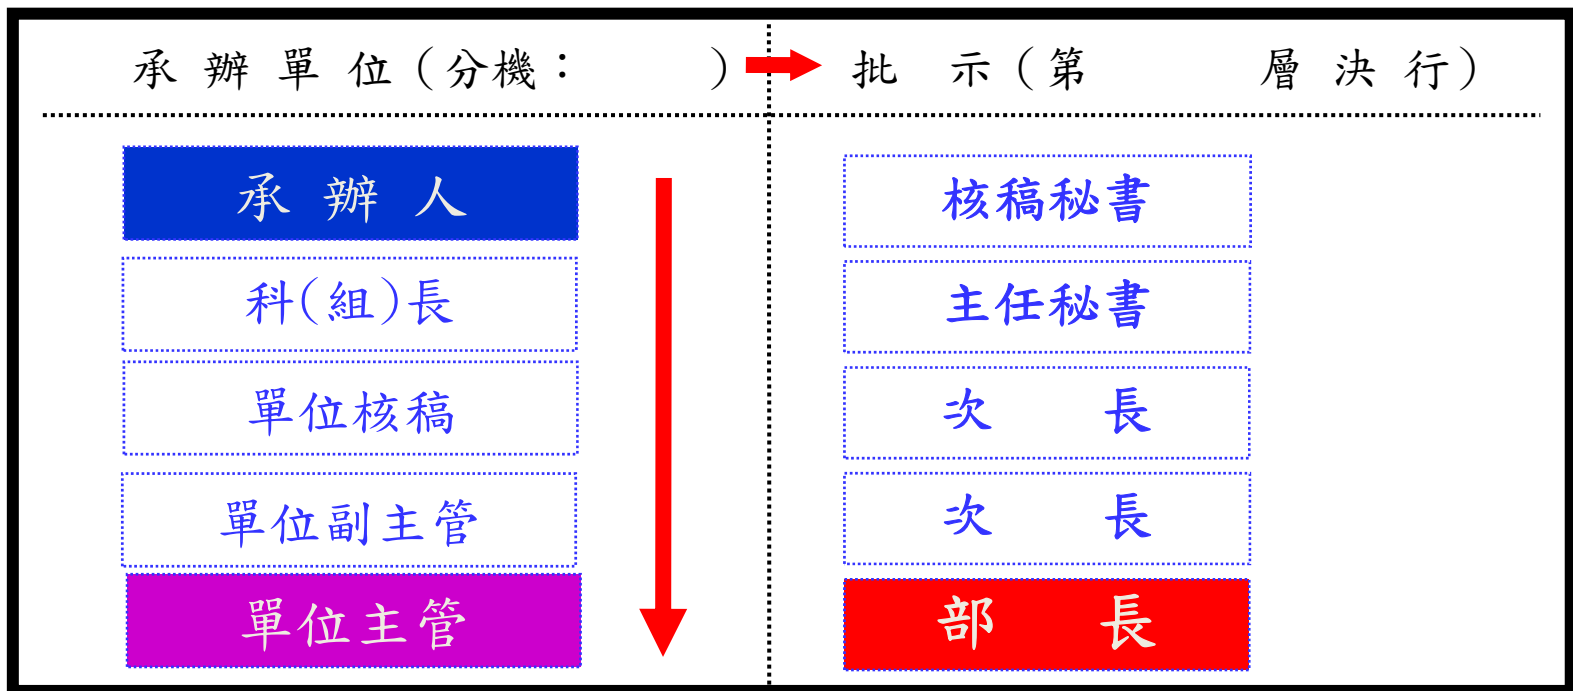 承辦單位(分機： )
承辦人
科(組)長
單位核稿
單位副主管
單位主管
批示(第 層決行)
核稿秘書
主任秘書
次長
次長
部長